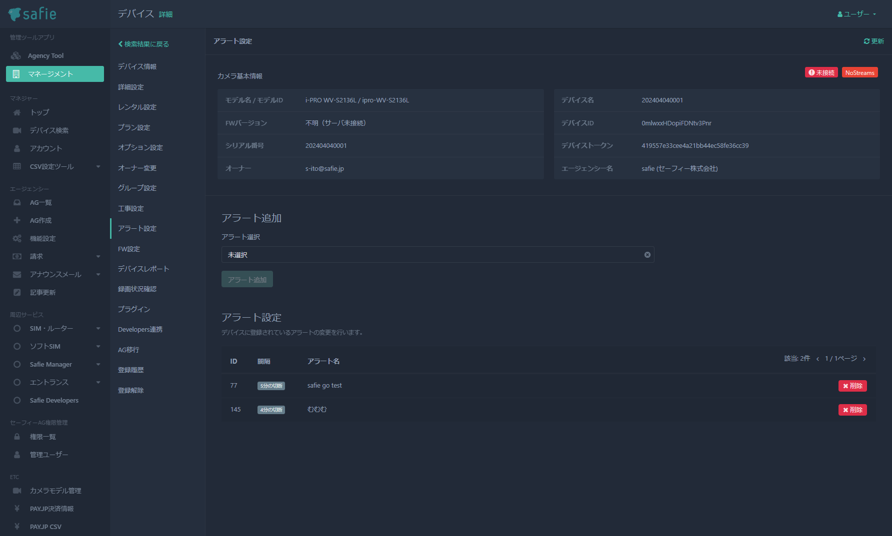 safie
デバイス 詳細
ユーザー
管理ツールアプリ
Agency Tool
マネージメント
マネジャー
トップ
デバイス検索
アカウント
CSV設定ツール
エージェンシー
AG一覧
AG作成
機能設定
請求
アナウンスメール
記事更新
周辺サービス
SIM・ルーター
ソフトSIM
Safie Manager
エントランス
Safie Developers
セーフィーAG権限管理
権限一覧
管理ユーザー
ETC
カメラモデル管理
PAY.JP決済情報
PAY.JP CSV
検索結果に戻る
デバイス情報
詳細設定
レンタル設定
プラン設定
オプション設定
オーナー変更
グループ設定
工事設定
アラート設定
FW設定
デバイスレポート
録画状況確認
プラグイン
Developers連携
AG移行
登録履歴
登録解除
アラート設定
更新
カメラ基本情報
未接続 NoStreams
モデル名 / モデルID i-PRO WV-S2136L / ipro-WV-S2136L
FWバージョン 不明（サーバ未接続）
シリアル番号 202404040001
オーナー s-ito@safie.jp
デバイス名 202404040001
デバイスID
デバイストークン 419557e33cee4a21bb44ec58fe36cc39
エージェンシー名 safie (セーフィー株式会社)
アラート追加
アラート選択
未選択
アラート追加
アラート設定
デバイスに登録されているアラートの変更を行います。
ID 間隔 アラート名 該当: 2件 1 / 1ページ
77 safie go test 削除
145 むむむ 削除